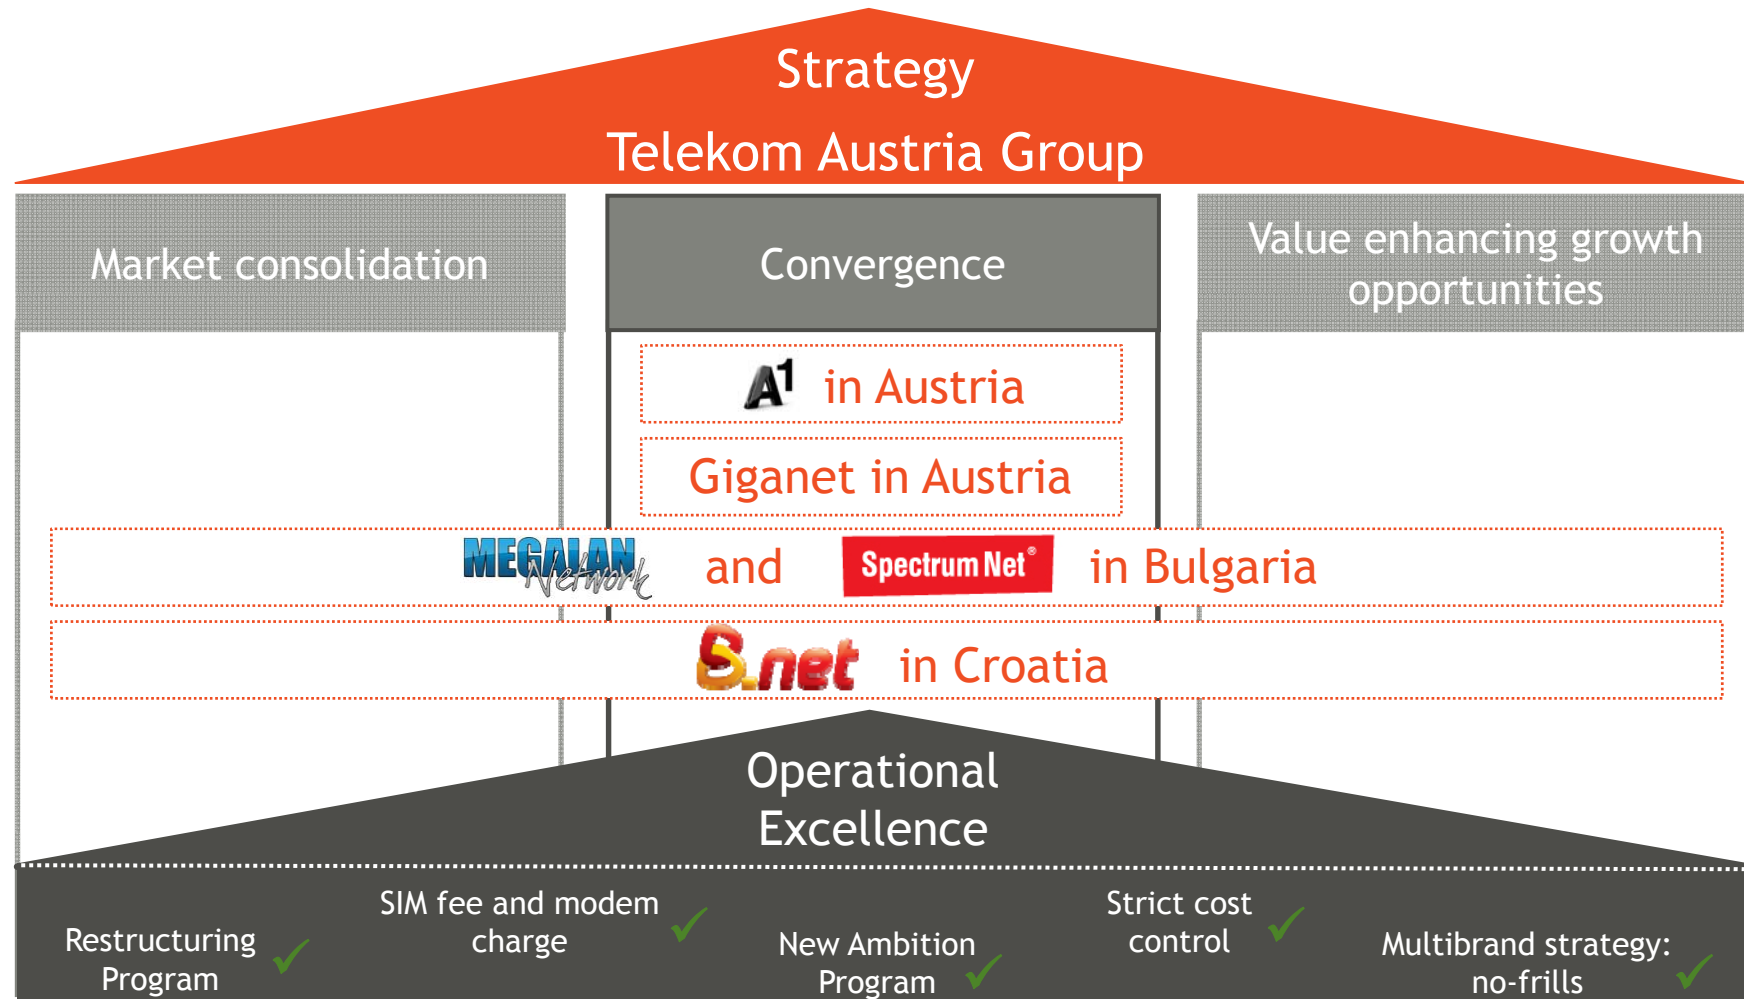 Strategy
Telekom Austria Group
Market consolidation
Convergence
Value enhancing growth
opportunities
A1 in Austria
Giganet in Austria
MEGALAN Network and Spectrum Net® in Bulgaria
B.net in Croatia
Operational
Excellence
Restructuring
Program
SIM fee and modem
charge
New Ambition
Program
Strict cost
control
Multibrand strategy:
no-frills